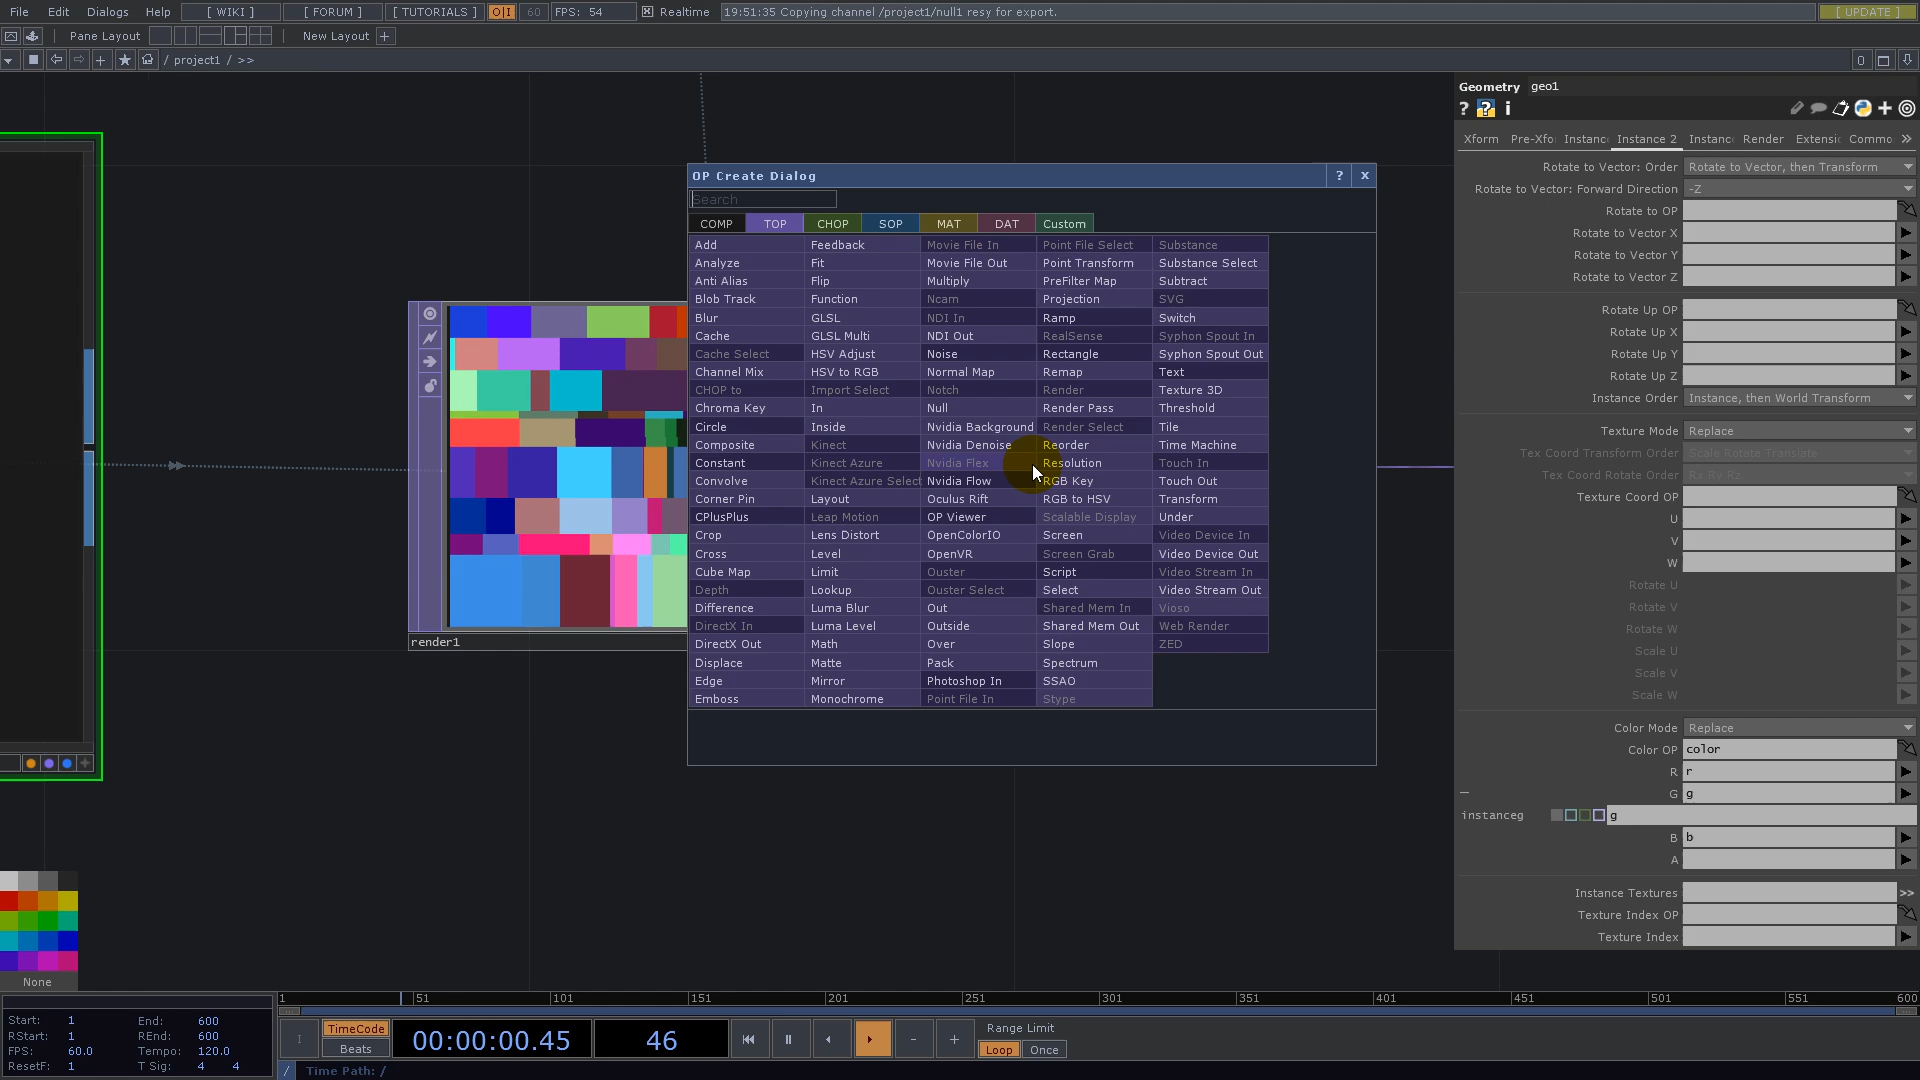 File Edit Dialogs Help [ WIKI ] [ FORUM ] [ TUTORIALS ] O|I 60 FPS: 54 Realtime 19:51:35 Copying channel /project1/null1 resy for export. [ UPDATE ]
Pane Layout New Layout +
/ project1 / >> 0
Geometry geo1
? ? i
Xform Pre-Xfo Instanc Instance 2 Instanc Render Extensi Commo >>
OP Create Dialog ? x
Search
COMP TOP CHOP SOP MAT DAT Custom
Add Feedback Movie File In Point File Select Substance
Analyze Fit Movie File Out Point Transform Substance Select
Anti Alias Flip Multiply PreFilter Map Subtract
Blob Track Function Ncam Projection SVG
Blur GLSL NDI In Ramp Switch
Cache GLSL Multi NDI Out RealSense Syphon Spout In
Cache Select HSV Adjust Noise Rectangle Syphon Spout Out
Channel Mix HSV to RGB Normal Map Remap Text
CHOP to Import Select Notch Render Texture 3D
Chroma Key In Null Render Pass Threshold
Circle Inside Nvidia Background Render Select Tile
Composite Kinect Nvidia Denoise Reorder Time Machine
Constant Kinect Azure Nvidia Flex Resolution Touch In
Convolve Kinect Azure Select Nvidia Flow RGB Key Touch Out
Corner Pin Layout Oculus Rift RGB to HSV Transform
CPlusPlus Leap Motion OP Viewer Scalable Display Under
Crop Lens Distort OpenColorIO Screen Video Device In
Cross Level OpenVR Screen Grab Video Device Out
Cube Map Limit Ouster Script Video Stream In
Depth Lookup Ouster Select Select Video Stream Out
Difference Luma Blur Out Shared Mem In Vioso
DirectX In Luma Level Outside Shared Mem Out Web Render
DirectX Out Math Over Slope ZED
Displace Matte Pack Spectrum
Edge Mirror Photoshop In SSAO
Emboss Monochrome Point File In Stype
render1
Rotate to Vector: Order Rotate to Vector, then Transform
Rotate to Vector: Forward Direction -Z
Rotate to OP
Rotate to Vector X
Rotate to Vector Y
Rotate to Vector Z
Rotate Up OP
Rotate Up X
Rotate Up Y
Rotate Up Z
Instance Order Instance, then World Transform
Texture Mode Replace
Tex Coord Transform Order Scale Rotate Translate
Tex Coord Rotate Order Rx Ry Rz
Texture Coord OP
U
V
W
Rotate U
Rotate V
Rotate W
Scale U
Scale V
Scale W
Color Mode Replace
Color OP color
R r
G g
instanceg g
B b
A
Instance Textures >>
Texture Index OP
Texture Index
None
1 51 101 151 201 251 301 351 401 451 501 551 600
Start: 1 End: 600
RStart: 1 REnd: 600
FPS: 60.0 Tempo: 120.0
ResetF: 1 T Sig: 4 4
I TimeCode Beats 00:00:00.45 46 - + Range Limit
Loop Once
/ Time Path: /